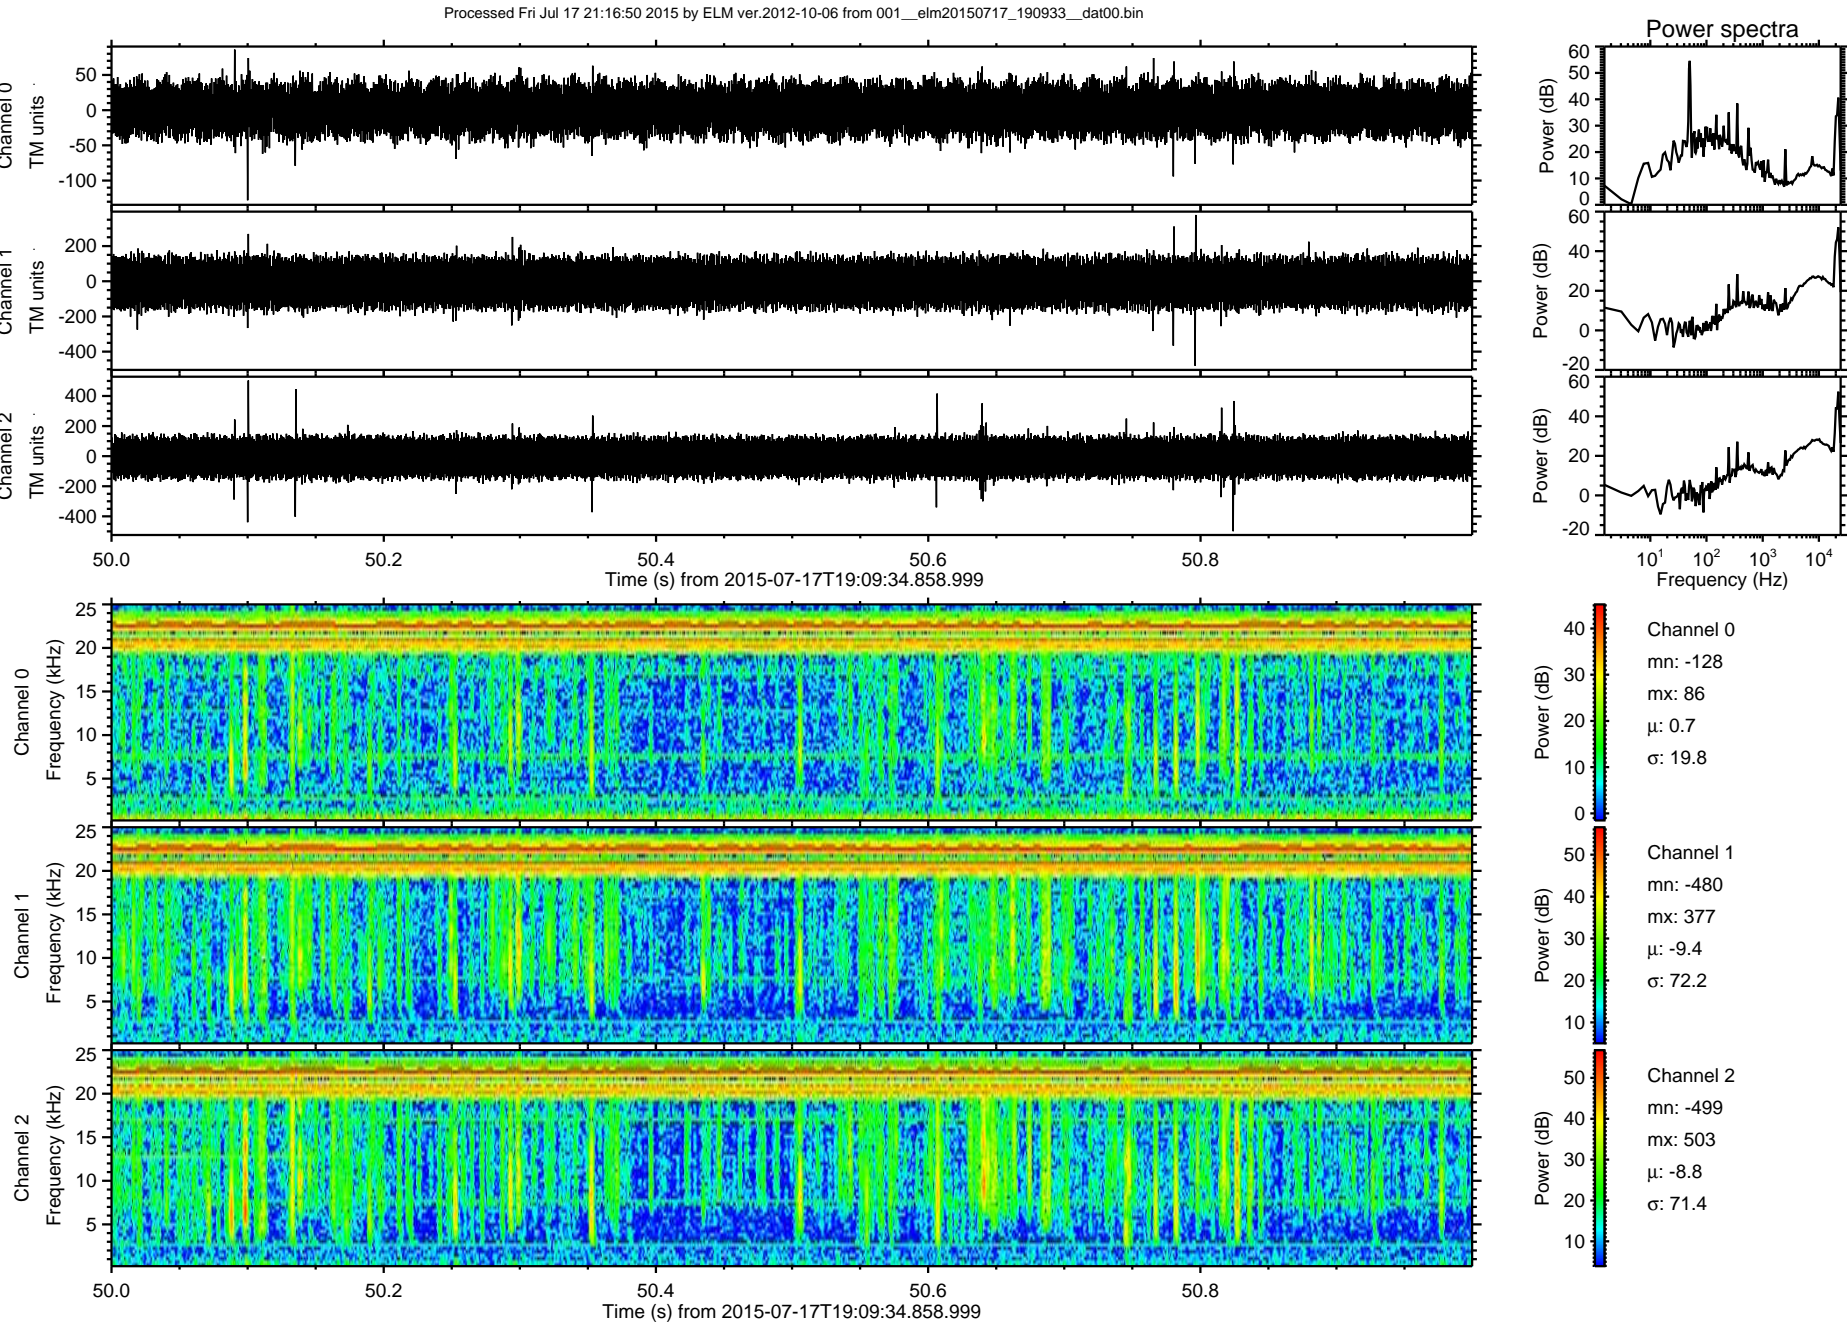 Processed Fri Jul 17 21:16:50 2015 by ELM ver.2012-10-06 from 001__elm20150717_190933__dat00.bin
Power spectra
Channel 0
TM units
50
0
-50
-100
Power (dB)
60
50
40
30
20
10
0
Channel 1
TM units
200
0
-200
-400
Power (dB)
60
40
20
0
-20
Channel 2
TM units
400
200
0
-200
-400
Power (dB)
60
40
20
0
-20
50.0 50.2 50.4 50.6 50.8
Time (s) from 2015-07-17T19:09:34.858.999
10¹ 10² 10³ 10⁴
Frequency (Hz)
Channel 0
Frequency (kHz)
25
20
15
10
5
Power (dB)
40
30
20
10
0
Channel 0
mn: -128
mx: 86
μ: 0.7
σ: 19.8
Channel 1
Frequency (kHz)
25
20
15
10
5
Power (dB)
50
40
30
20
10
Channel 1
mn: -480
mx: 377
μ: -9.4
σ: 72.2
Channel 2
Frequency (kHz)
25
20
15
10
5
Power (dB)
50
40
30
20
10
Channel 2
mn: -499
mx: 503
μ: -8.8
σ: 71.4
50.0 50.2 50.4 50.6 50.8
Time (s) from 2015-07-17T19:09:34.858.999